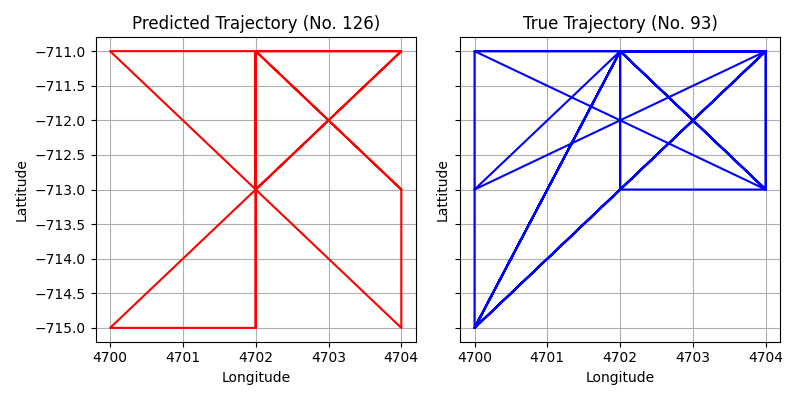 Predicted Trajectory (No. 126)
True Trajectory (No. 93)
−711.0
−711.5
−712.0
−712.5
−713.0
−713.5
−714.0
−714.5
−715.0
Lattitude
Lattitude
4700 4701 4702 4703 4704
4700 4701 4702 4703 4704
Longitude
Longitude